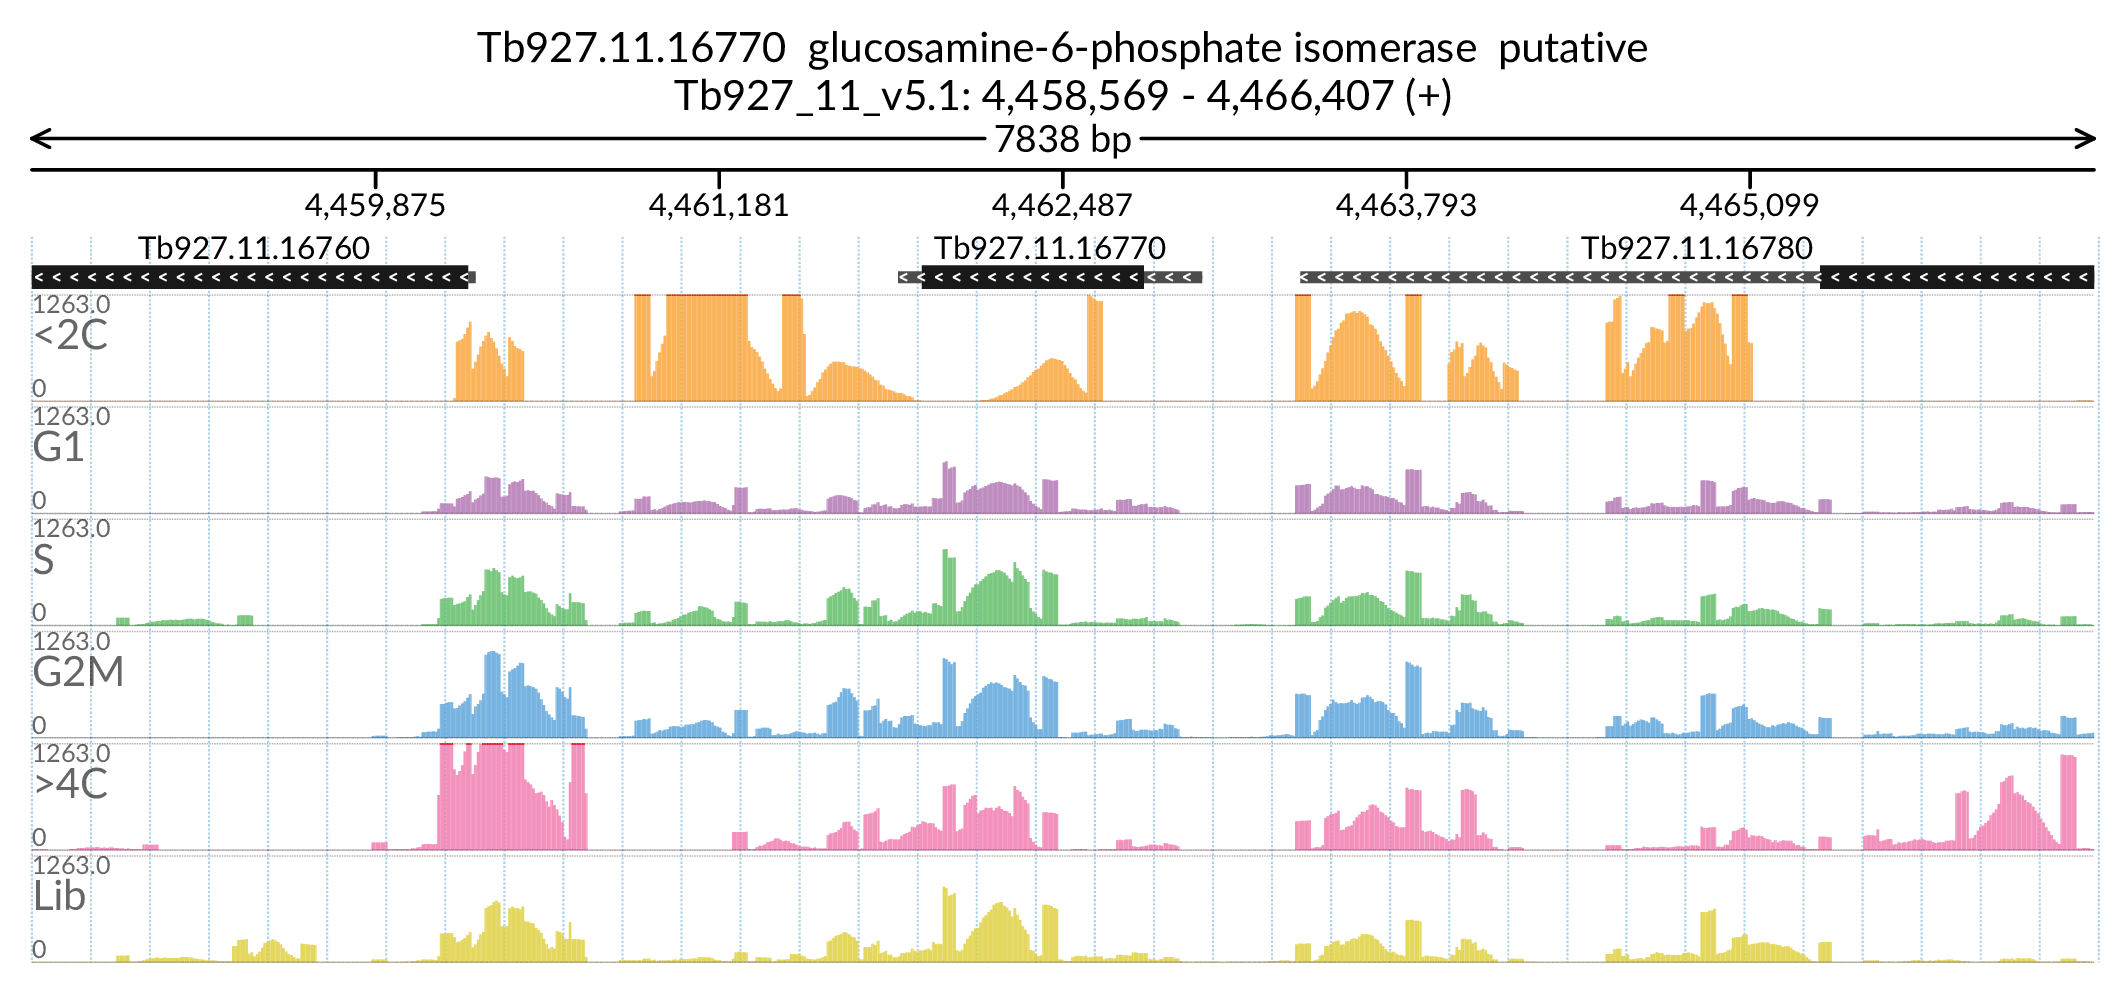 Tb927.11.16770 glucosamine-6-phosphate isomerase putative
Tb927_11_v5.1: 4,458,569 - 4,466,407 (+)
7838 bp
4,459,875 4,461,181 4,462,487 4,463,793 4,465,099
Tb927.11.16760 Tb927.11.16770 Tb927.11.16780
1263.0
<2C
0
1263.0
G1
0
1263.0
S
0
1263.0
G2M
0
1263.0
>4C
0
1263.0
Lib
0